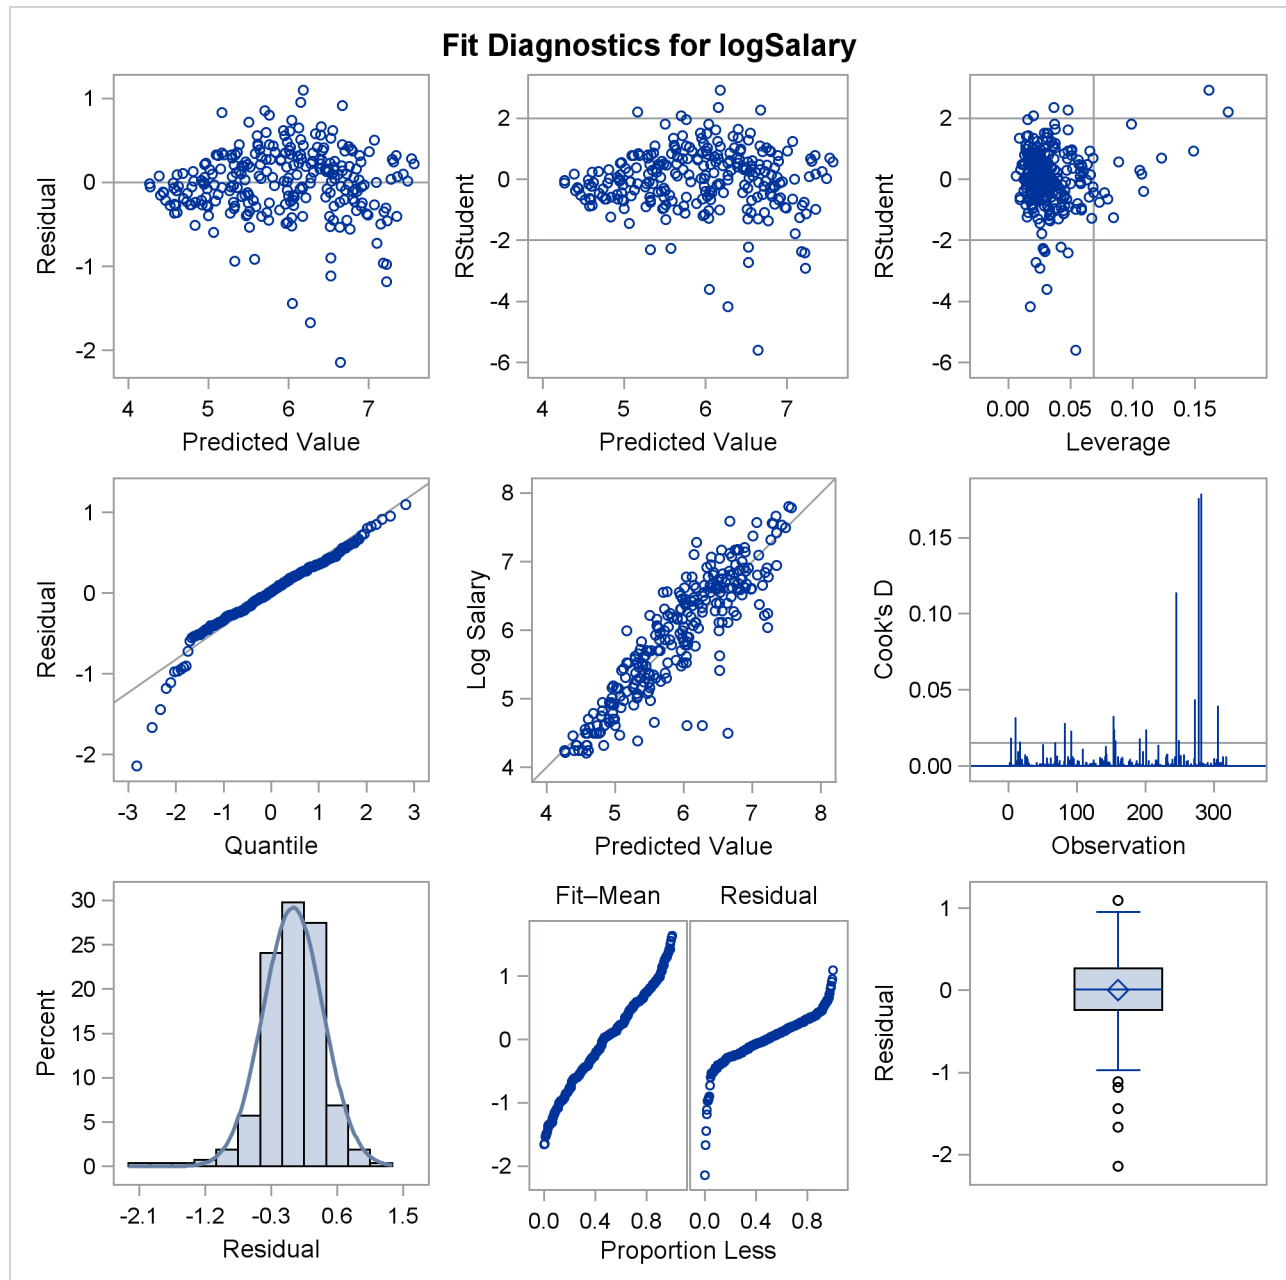 Fit Diagnostics for logSalary
1
0
-1
-2
Residual
4 5 6 7
Predicted Value
2
0
-2
-4
-6
RStudent
4 5 6 7
Predicted Value
2
0
-2
-4
-6
RStudent
0.00 0.05 0.10 0.15
Leverage
1
0
-1
-2
Residual
-3 -2 -1 0 1 2 3
Quantile
8
7
6
5
4
Log Salary
4 5 6 7 8
Predicted Value
0.15
0.10
0.05
0.00
Cook's D
0 100 200 300
Observation
30
25
20
15
10
5
0
Percent
-2.1 -1.2 -0.3 0.6 1.5
Residual
Fit–Mean Residual
1
0
-1
-2
0.0 0.4 0.8 0.0 0.4 0.8
Proportion Less
1
0
-1
-2
Residual